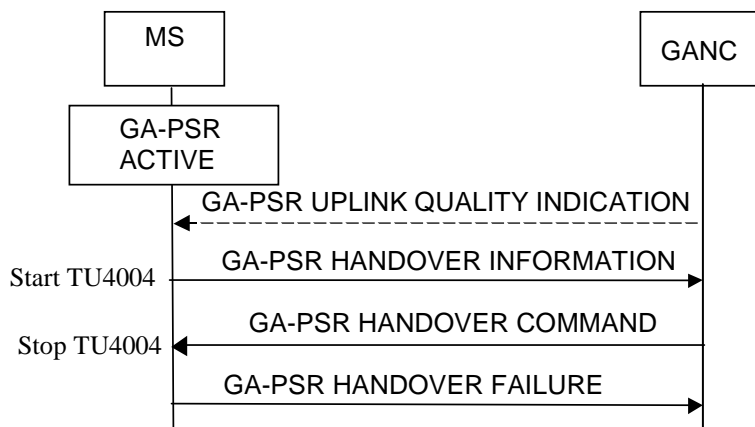 MS
GANC
GA-PSR
ACTIVE
GA-PSR UPLINK QUALITY INDICATION
Start TU4004
GA-PSR HANDOVER INFORMATION
GA-PSR HANDOVER COMMAND
Stop TU4004
GA-PSR HANDOVER FAILURE